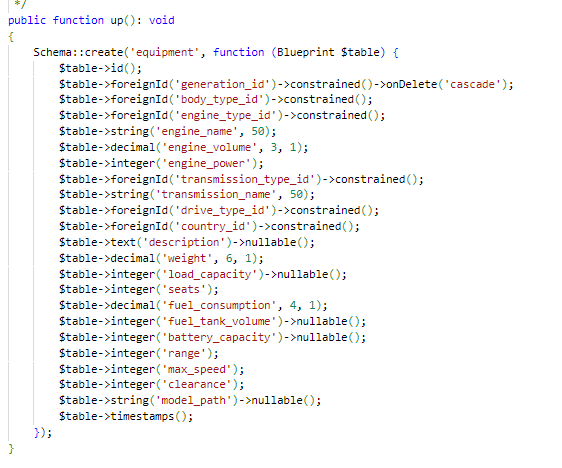 */
public function up(): void
{
Schema::create('equipment', function (Blueprint $table) {
$table->id();
$table->foreignId('generation_id')->constrained()->onDelete('cascade');
$table->foreignId('body_type_id')->constrained();
$table->foreignId('engine_type_id')->constrained();
$table->string('engine_name', 50);
$table->decimal('engine_volume', 3, 1);
$table->integer('engine_power');
$table->foreignId('transmission_type_id')->constrained();
$table->string('transmission_name', 50);
$table->foreignId('drive_type_id')->constrained();
$table->foreignId('country_id')->constrained();
$table->text('description')->nullable();
$table->decimal('weight', 6, 1);
$table->integer('load_capacity')->nullable();
$table->integer('seats');
$table->decimal('fuel_consumption', 4, 1);
$table->integer('fuel_tank_volume')->nullable();
$table->integer('battery_capacity')->nullable();
$table->integer('range');
$table->integer('max_speed');
$table->integer('clearance');
$table->string('model_path')->nullable();
$table->timestamps();
});
}